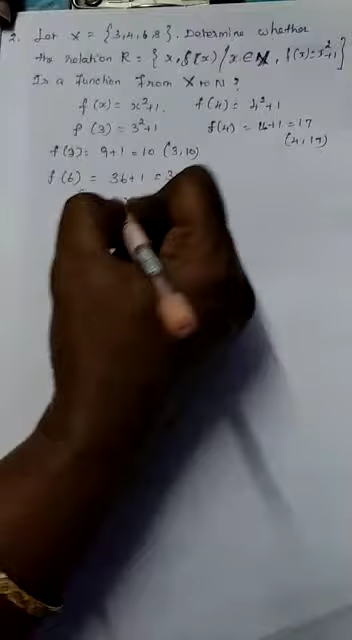 2. Let X = {3,4,6,8}. Determine whether
the relation R = {x, f(x) / x ∈ X, f(x) = x²+1}
Is a function from X to N?
f(x) = x²+1. f(4) = 4²+1
f(3) = 3²+1 f(4) = 16+1 = 17
f(3) = 9+1 = 10 (3,10) (4,17)
f(6) = 36+1 = 3